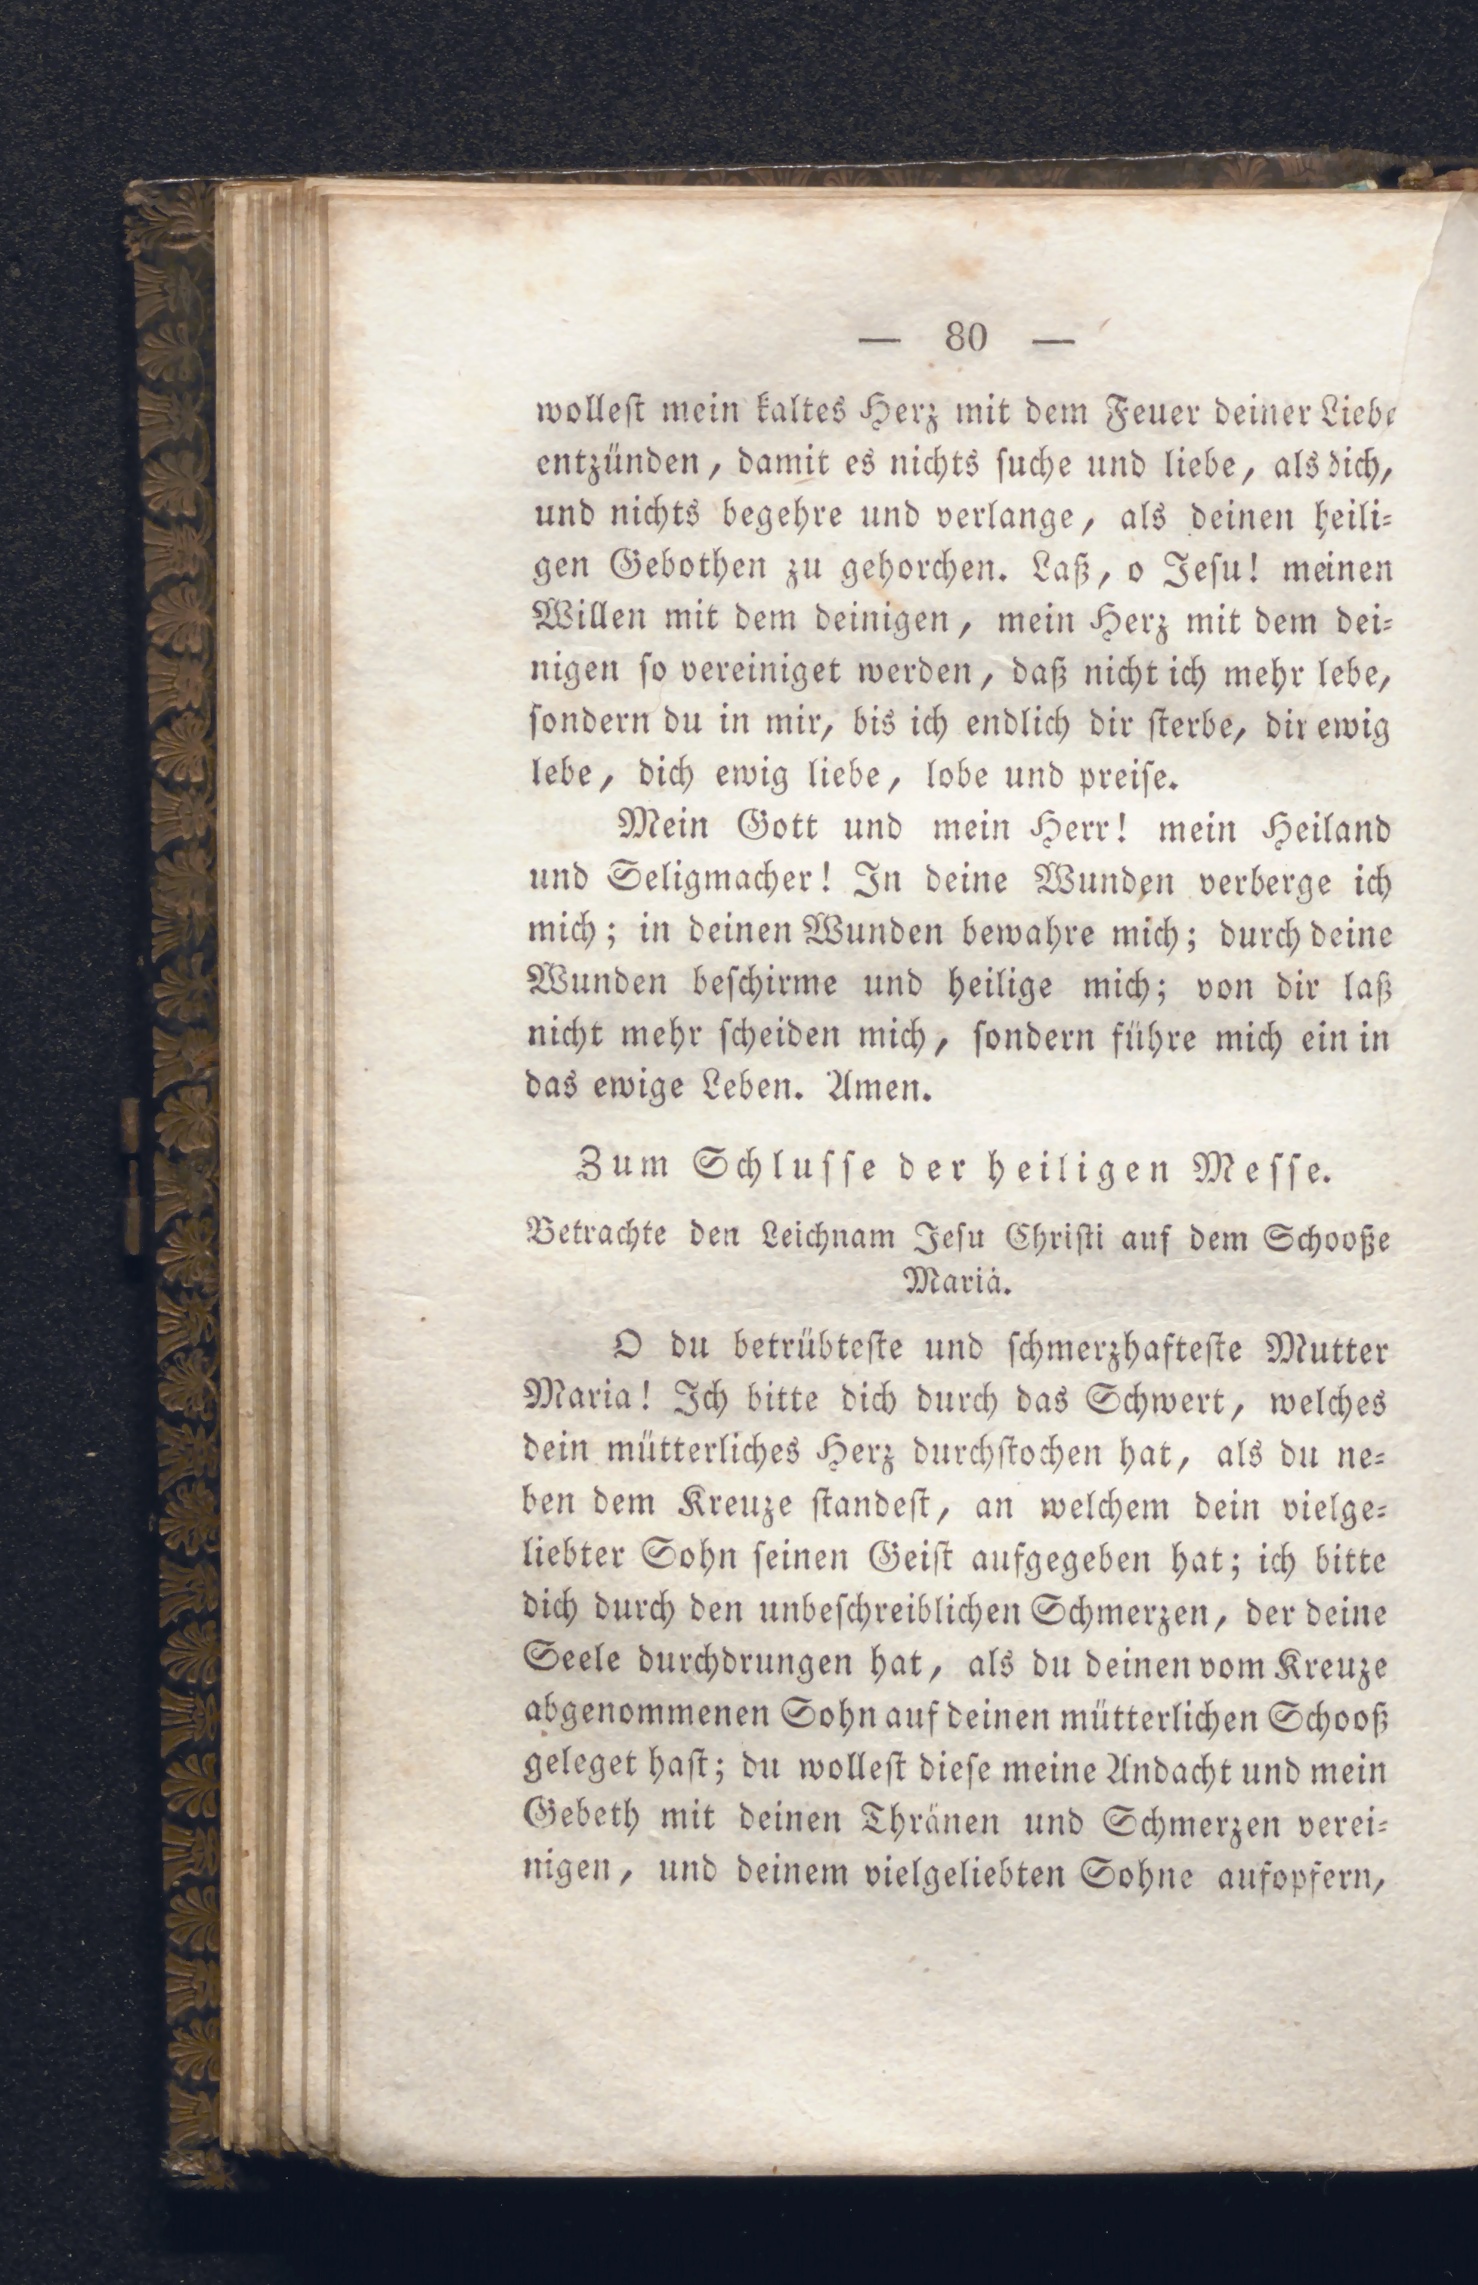 — 80 —
wollest mein kaltes Herz mit dem Feuer deiner Liebe
entzünden, damit es nichts suche und liebe, als dich,
und nichts begehre und verlange, als deinen heili-
gen Gebothen zu gehorchen. Laß, o Jesu! meinen
Willen mit dem deinigen, mein Herz mit dem dei-
nigen so vereiniget werden, daß nicht ich mehr lebe,
sondern du in mir, bis ich endlich dir sterbe, dir ewig
lebe, dich ewig liebe, lobe und preise.
Mein Gott und mein Herr! mein Heiland
und Seligmacher! In deine Wunden verberge ich
mich; in deinen Wunden bewahre mich; durch deine
Wunden beschirme und heilige mich; von dir laß
nicht mehr scheiden mich, sondern führe mich ein in
das ewige Leben. Amen.
Zum Schlusse der heiligen Messe.
Betrachte den Leichnam Jesu Christi auf dem Schooße
Mariä.
O du betrübteste und schmerzhafteste Mutter
Maria! Ich bitte dich durch das Schwert, welches
dein mütterliches Herz durchstochen hat, als du ne-
ben dem Kreuze standest, an welchem dein vielge-
liebter Sohn seinen Geist aufgegeben hat; ich bitte
dich durch den unbeschreiblichen Schmerzen, der deine
Seele durchdrungen hat, als du deinen vom Kreuze
abgenommenen Sohn auf deinen mütterlichen Schooß
geleget hast; du wollest diese meine Andacht und mein
Gebeth mit deinen Thränen und Schmerzen verei-
nigen, und deinem vielgeliebten Sohne aufopfern,